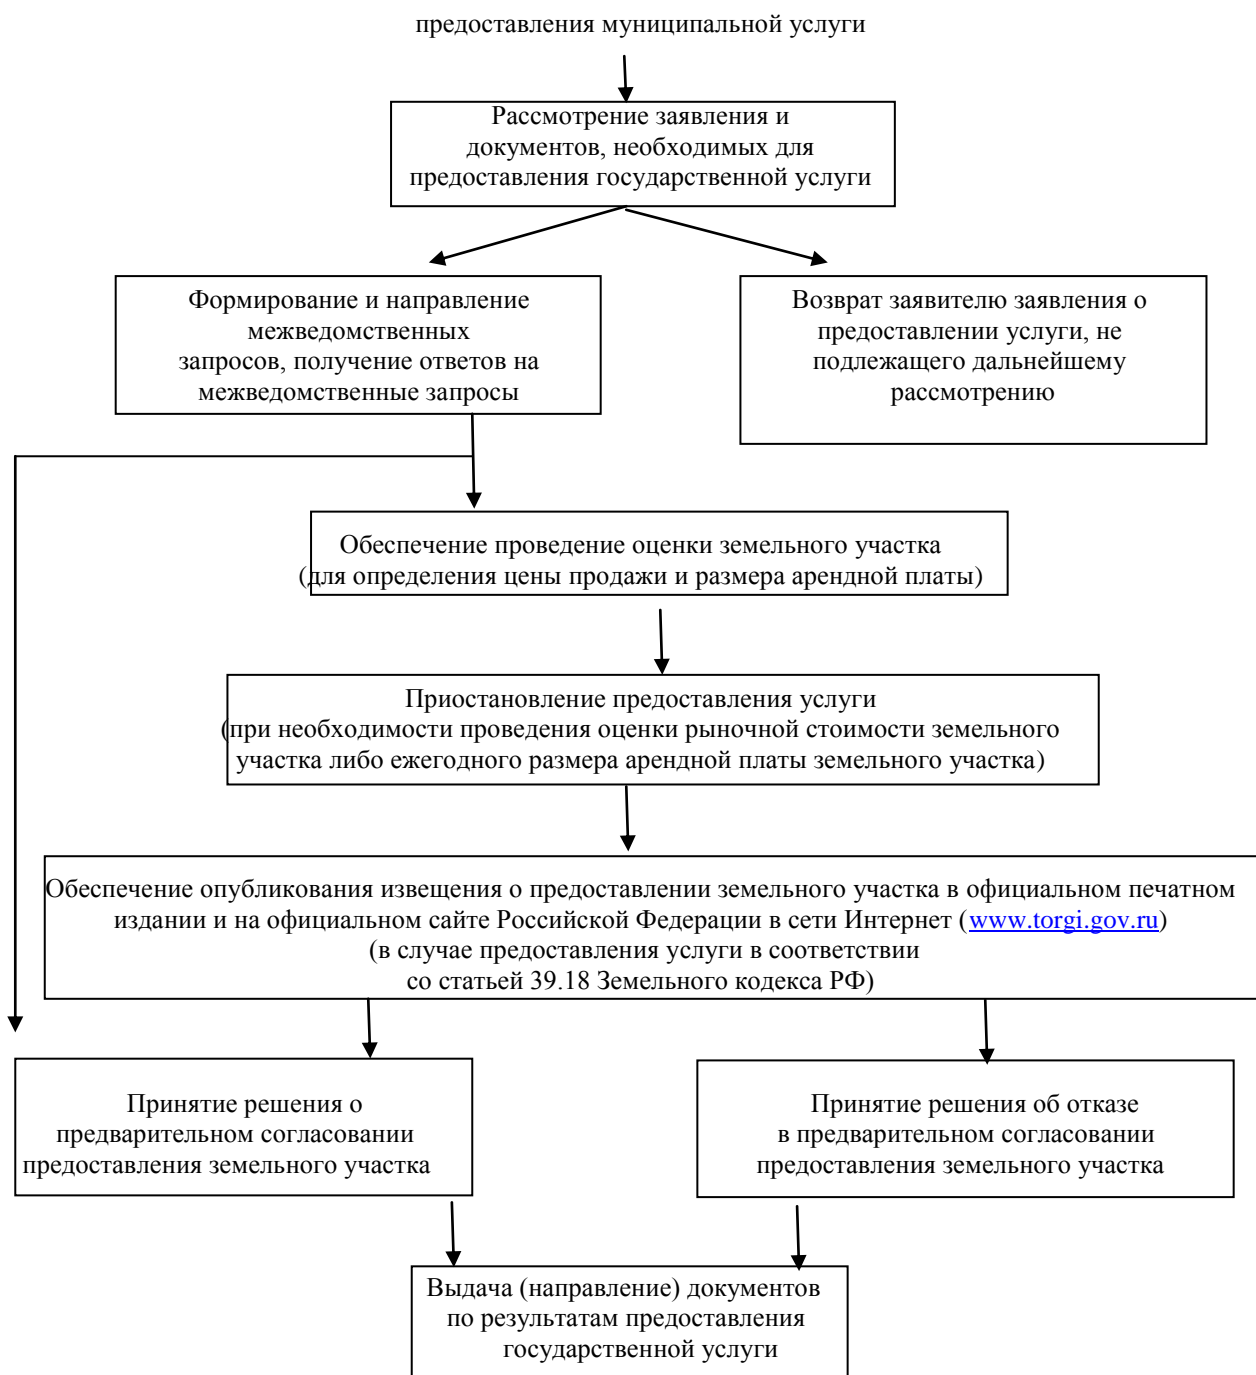 предоставления муниципальной услуги
Рассмотрение заявления и
документов, необходимых для
предоставления государственной услуги
Формирование и направление
межведомственных
запросов, получение ответов на
межведомственные запросы
Возврат заявителю заявления о
предоставлении услуги, не
подлежащего дальнейшему
рассмотрению
Обеспечение проведение оценки земельного участка
(для определения цены продажи и размера арендной платы)
Приостановление предоставления услуги
(при необходимости проведения оценки рыночной стоимости земельного
участка либо ежегодного размера арендной платы земельного участка)
Обеспечение опубликования извещения о предоставлении земельного участка в официальном печатном
издании и на официальном сайте Российской Федерации в сети Интернет (www.torgi.gov.ru)
(в случае предоставления услуги в соответствии
со статьей 39.18 Земельного кодекса РФ)
Принятие решения о
предварительном согласовании
предоставления земельного участка
Принятие решения об отказе
в предварительном согласовании
предоставления земельного участка
Выдача (направление) документов
по результатам предоставления
государственной услуги